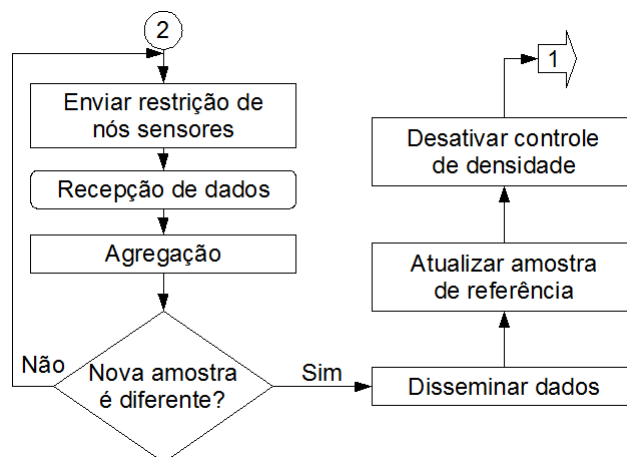 2
Enviar restrição de
nós sensores
Recepção de dados
Agregação
Nova amostra
é diferente?
Não
Sim
Disseminar dados
Atualizar amostra
de referência
Desativar controle
de densidade
1